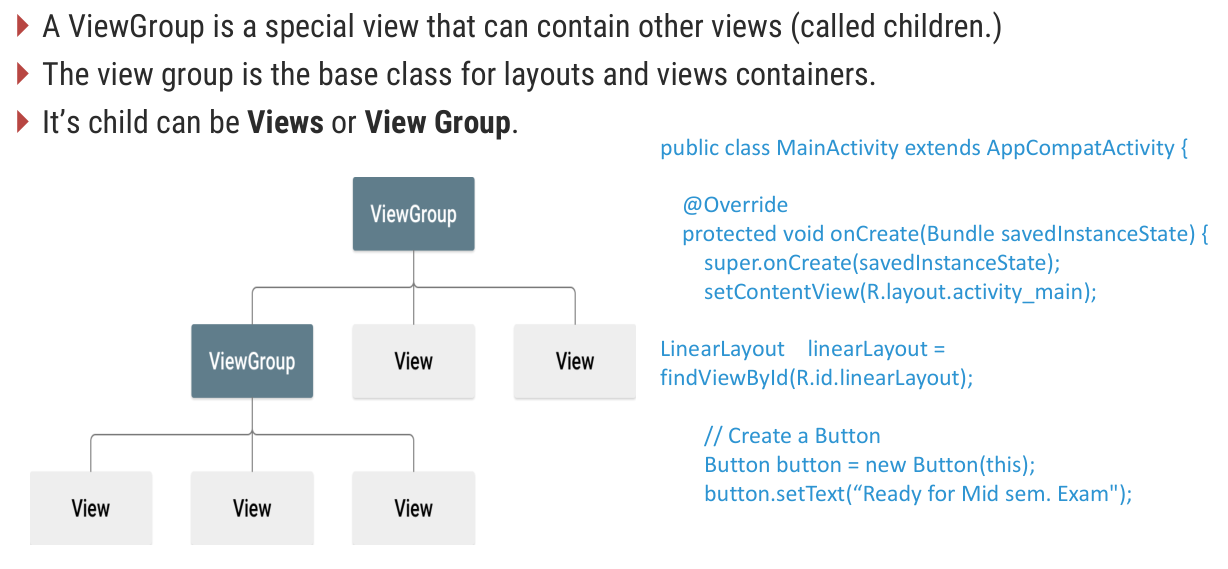 A ViewGroup is a special view that can contain other views (called children.)
The view group is the base class for layouts and views containers.
It’s child can be Views or View Group.
ViewGroup
ViewGroup
View
View
View
View
View
public class MainActivity extends AppCompatActivity {
@Override
protected void onCreate(Bundle savedInstanceState) {
super.onCreate(savedInstanceState);
setContentView(R.layout.activity_main);
LinearLayout linearLayout =
findViewById(R.id.linearLayout);
// Create a Button
Button button = new Button(this);
button.setText(“Ready for Mid sem. Exam");